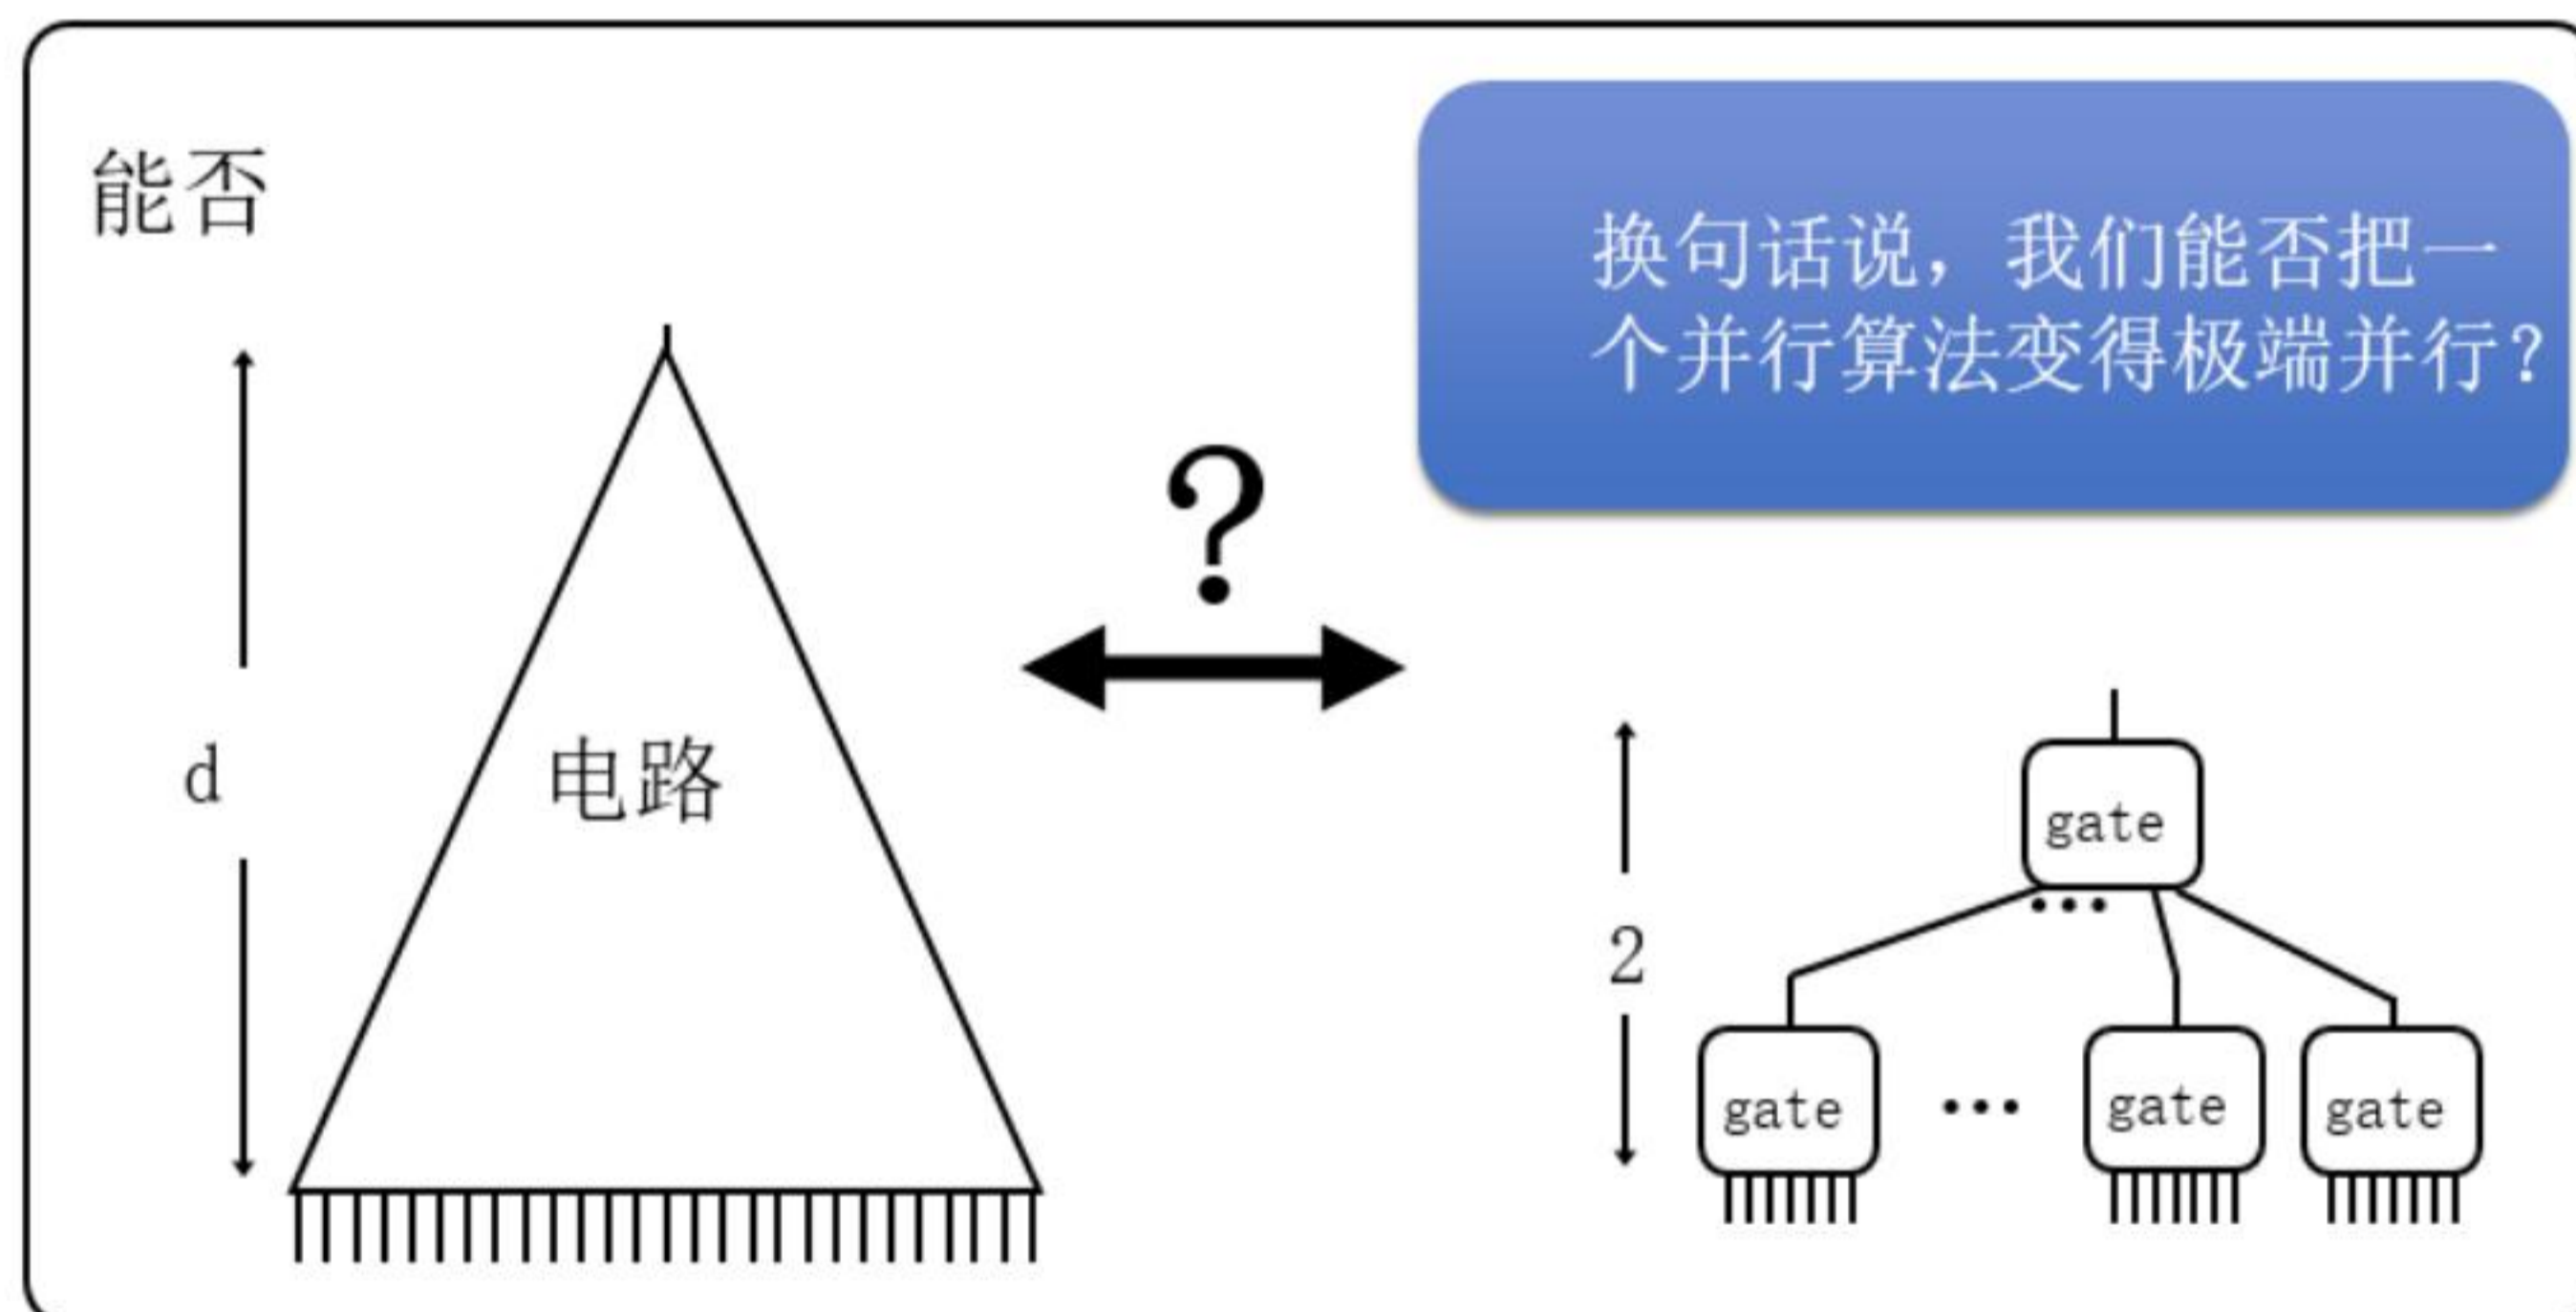 能否
换句话说，我们能否把一
个并行算法变得极端并行？
?
d
电路
2
gate
...
gate
...
gate
gate